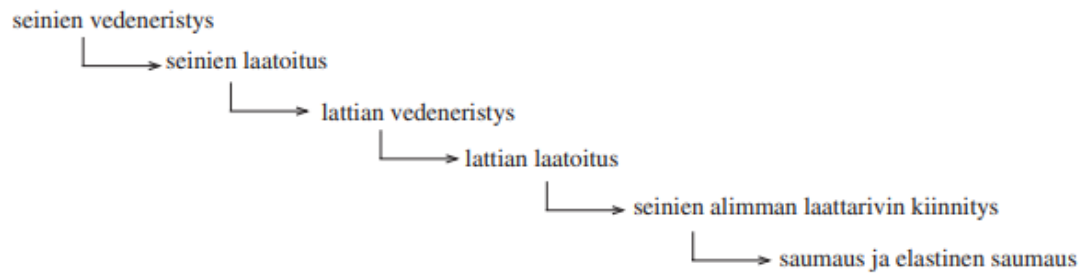 seinien vedeneristys
seinien laatoitus
lattian vedeneristys
lattian laatoitus
seinien alimman laattarivin kiinnitys
saumaus ja elastinen saumaus